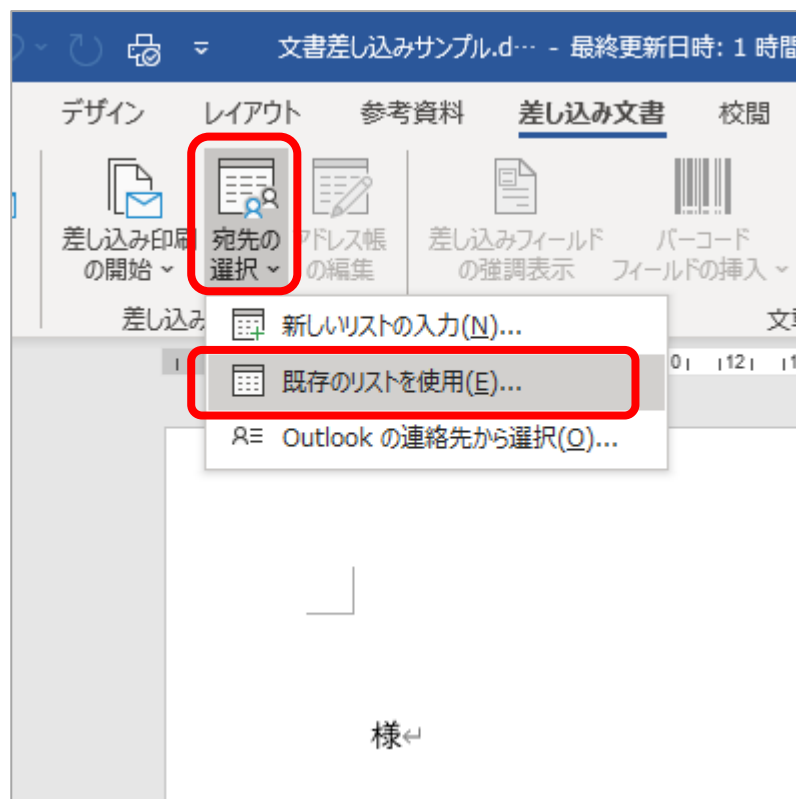 文書差し込みサンプル.d… - 最終更新日時: 1 時間
デザイン レイアウト 参考資料 差し込み文書 校閲
差し込み印刷
の開始
宛先の
選択
アドレス帳
の編集
差し込みフィールド
の強調表示
バーコード
フィールドの挿入
差し込み
文章
新しいリストの入力(N)...
既存のリストを使用(E)...
Outlook の連絡先から選択(O)...
様↵